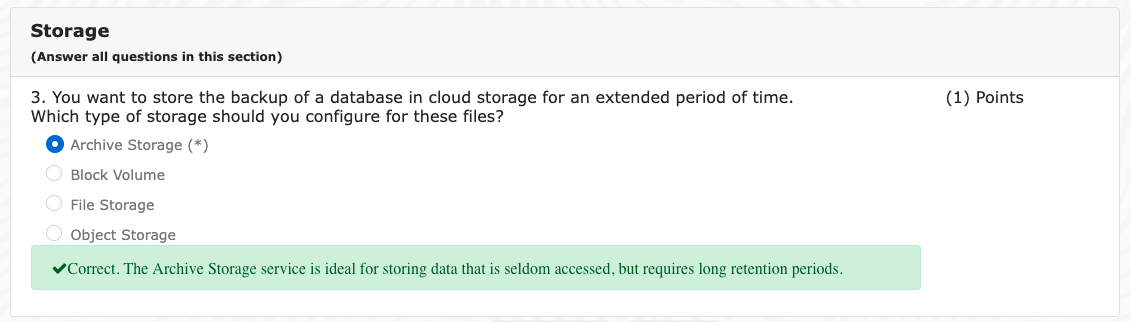 Storage
(Answer all questions in this section)
3. You want to store the backup of a database in cloud storage for an extended period of time. (1) Points
Which type of storage should you configure for these files?
Archive Storage (*)
Block Volume
File Storage
Object Storage
✔Correct. The Archive Storage service is ideal for storing data that is seldom accessed, but requires long retention periods.